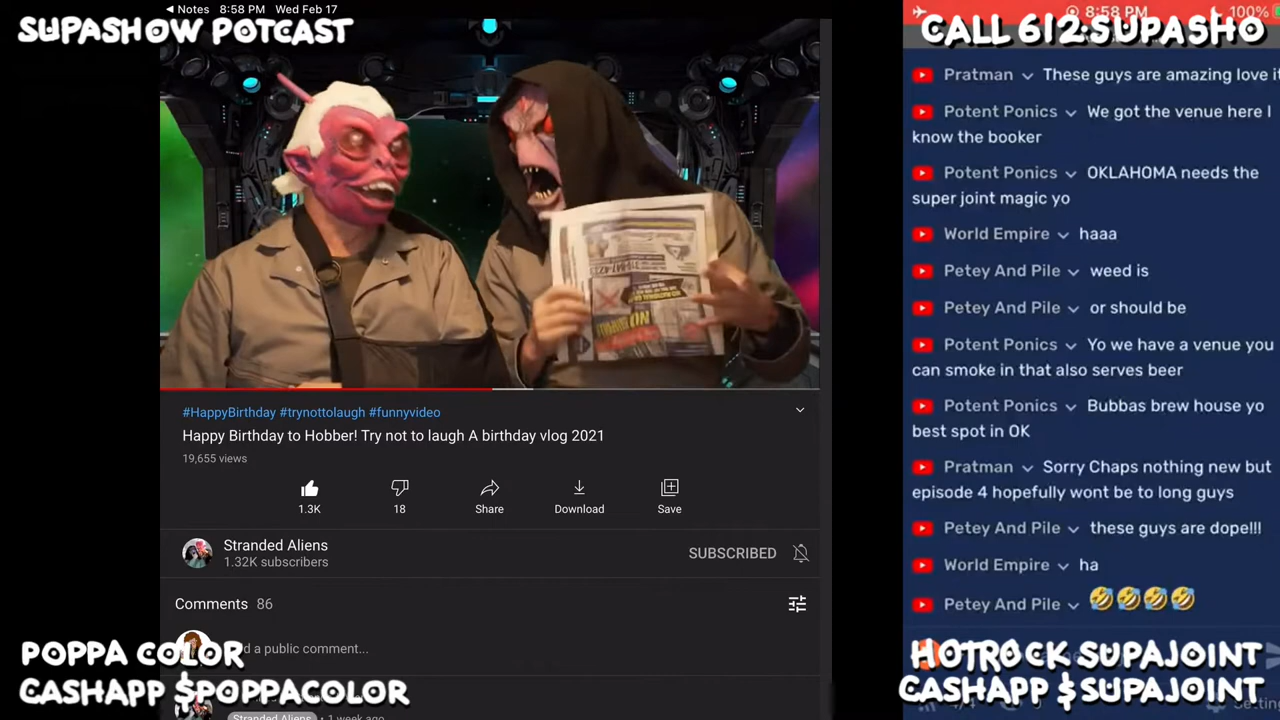 Notes 8:58 PM Wed Feb 17
SUPASHOW POTCAST
#HappyBirthday #trynottolaugh #funnyvideo
Happy Birthday to Hobber! Try not to laugh A birthday vlog 2021
19,655 views
1.3K 18 Share Download Save
Stranded Aliens
1.32K subscribers
SUBSCRIBED
Comments 86
d a public comment...
Stranded Aliens • 1 week ago
POPPA COLOR
CASHAPP $POPPACOLOR
8:58 PM 100%
CALL 612-SUPASHO
Pratman These guys are amazing love it
Potent Ponics We got the venue here I
know the booker
Potent Ponics OKLAHOMA needs the
super joint magic yo
World Empire haaa
Petey And Pile weed is
Petey And Pile or should be
Potent Ponics Yo we have a venue you
can smoke in that also serves beer
Potent Ponics Bubbas brew house yo
best spot in OK
Pratman Sorry Chaps nothing new but
episode 4 hopefully wont be to long guys
Petey And Pile these guys are dope!!!
World Empire ha
Petey And Pile 🤣🤣🤣🤣
HOTROCK SUPAJOINT
CASHAPP $SUPAJOINT